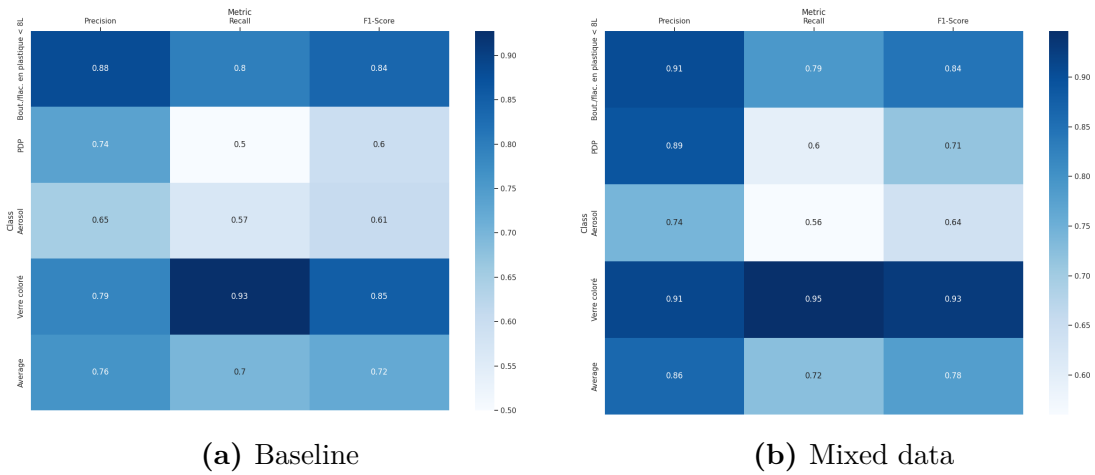 Metric
Precision Recall F1-Score
Class
Bout./flac. en plastique < 8L 0.88 0.8 0.84
PDP 0.74 0.5 0.6
Aerosol 0.65 0.57 0.61
Verre coloré 0.79 0.93 0.85
Average 0.76 0.7 0.72
0.90
0.85
0.80
0.75
0.70
0.65
0.60
0.55
0.50
(a) Baseline
Metric
Precision Recall F1-Score
Class
Bout./flac. en plastique < 8L 0.91 0.79 0.84
PDP 0.89 0.6 0.71
Aerosol 0.74 0.56 0.64
Verre coloré 0.91 0.95 0.93
Average 0.86 0.72 0.78
0.90
0.85
0.80
0.75
0.70
0.65
0.60
(b) Mixed data